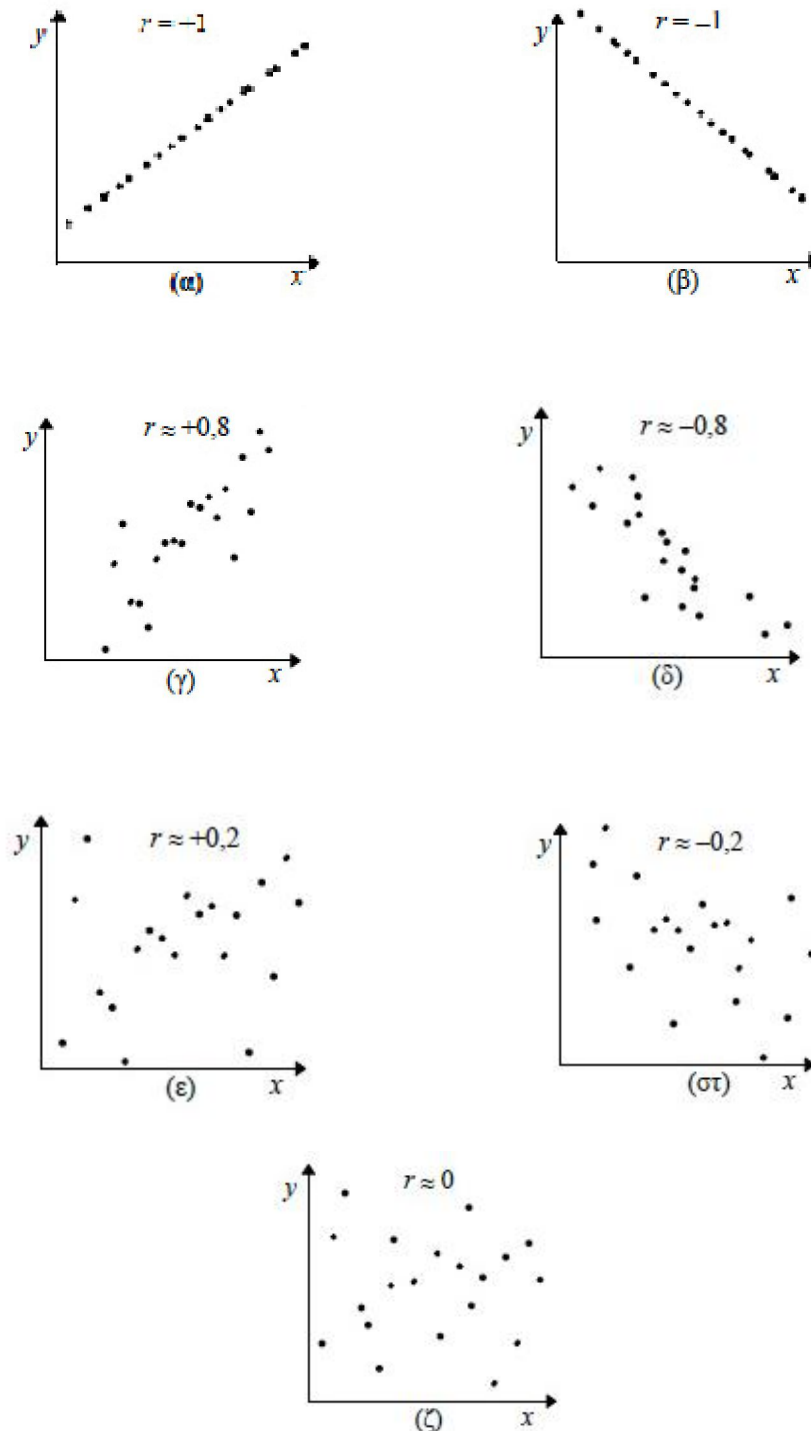 r = –1
y
x
(α)
r = –1
y
x
(β)
r ≈ +0,8
y
x
(γ)
r ≈ –0,8
y
x
(δ)
r ≈ +0,2
y
x
(ε)
r ≈ –0,2
y
x
(στ)
r ≈ 0
y
x
(ζ)